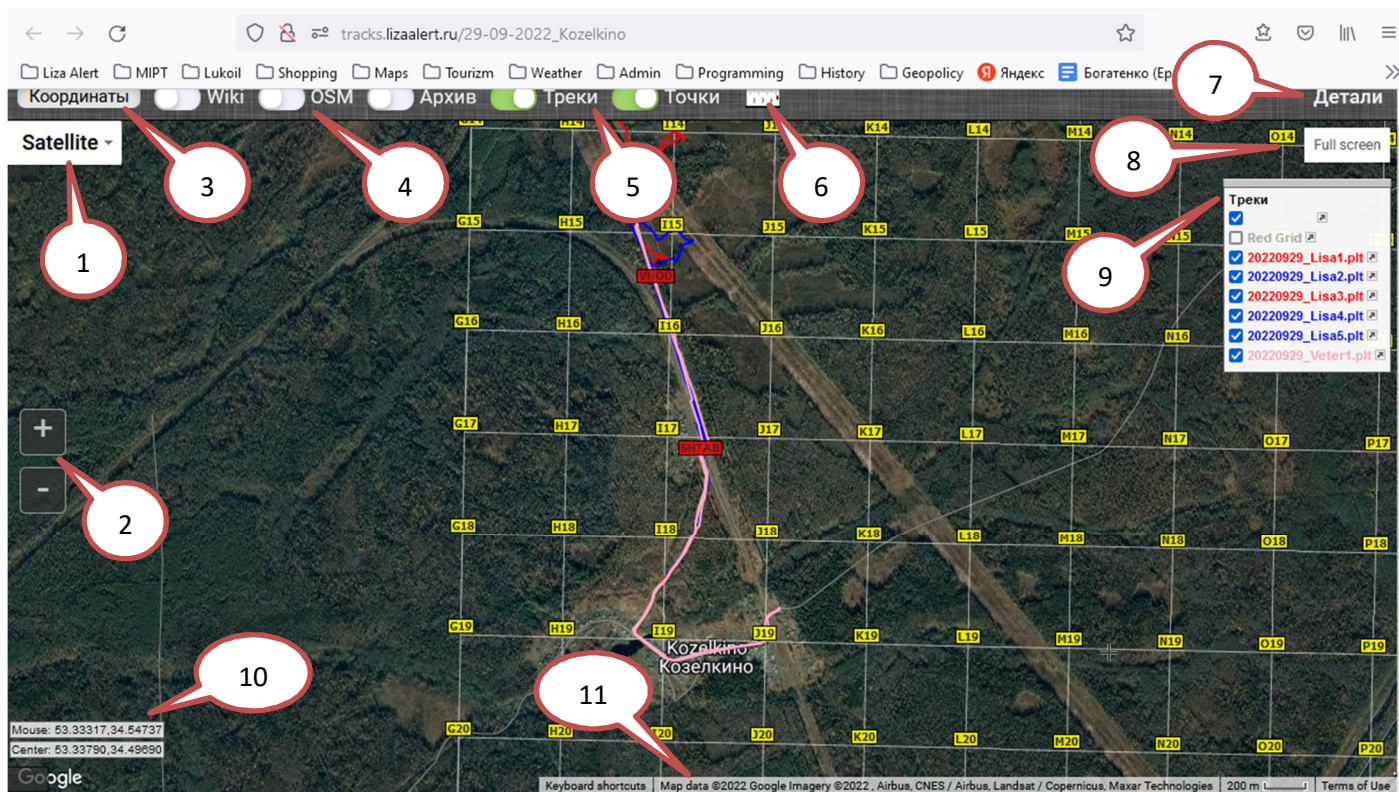 tracks.lizaalert.ru/29-09-2022_Kozelkino
Liza Alert MIPT Lukoil Shopping Maps Tourizm Weather Admin Programming History Geopolicy Яндекс Богатенко (Ер
7
Координаты Wiki OSM Архив Треки Точки Детали
Satellite
H14 I14 K14 L14 M14 N14 O14
Full screen
8
3 4 5 6
Треки
Red Grid
20220929_Lisa1.plt
20220929_Lisa2.plt
20220929_Lisa3.plt
20220929_Lisa4.plt
20220929_Lisa5.plt
20220929_Veter1.plt
G15 H15 I15 J15 K15 L15 M15 N15
1
9
VHOD
G16 H16 I16 J16 K16 L16 M16 N16
+
-
G17 H17 I17 J17 K17 L17 M17 N17 O17 P17
SHTAB
2
G18 H18 I18 J18 K18 L18 M18 N18 O18 P18
G19 H19 I19 J19 K19 L19 M19 N19 O19 P19
Kozelkino
Козелкино
10
11
Mouse: 53.33317,34.54737
Center: 53.33790,34.49690
G20 H20 I20 J20 K20 L20 M20 N20 O20 P20
Google
Keyboard shortcuts Map data ©2022 Google Imagery ©2022 , Airbus, CNES / Airbus, Landsat / Copernicus, Maxar Technologies 200 m Terms of Use